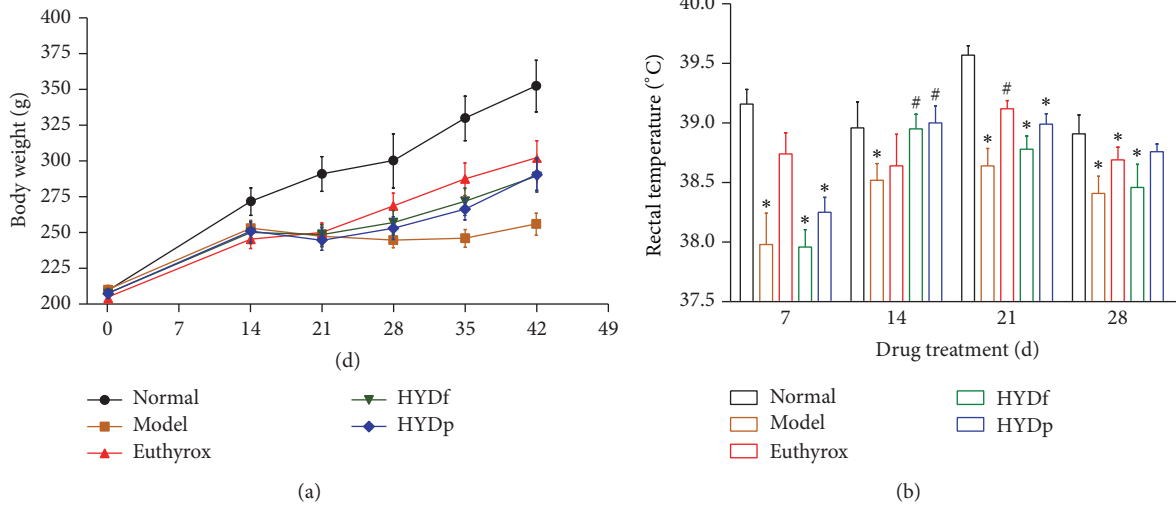 400
375
350
325
300
275
250
225
200
Body weight (g)
0 7 14 21 28 35 42 49
(d)
Normal
Model
Euthyrox
HYDf
HYDp
(a)
40.0
39.5
39.0
38.5
38.0
37.5
Rectal temperature (°C)
* * *
* # #
* # * *
* * *
7 14 21 28
Drug treatment (d)
Normal
Model
Euthyrox
HYDf
HYDp
(b)